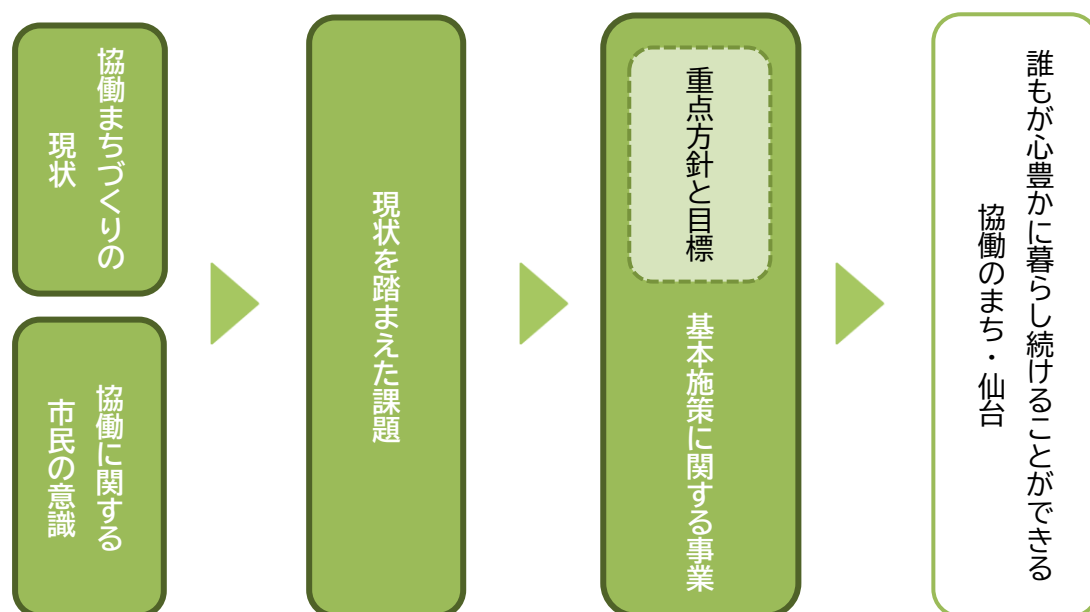 協働まちづくりの
現状
協働に関する
市民の意識
現状を踏まえた課題
重点方針と目標
基本施策に関する事業
誰もが心豊かに暮らし続けることができる
協働のまち・仙台